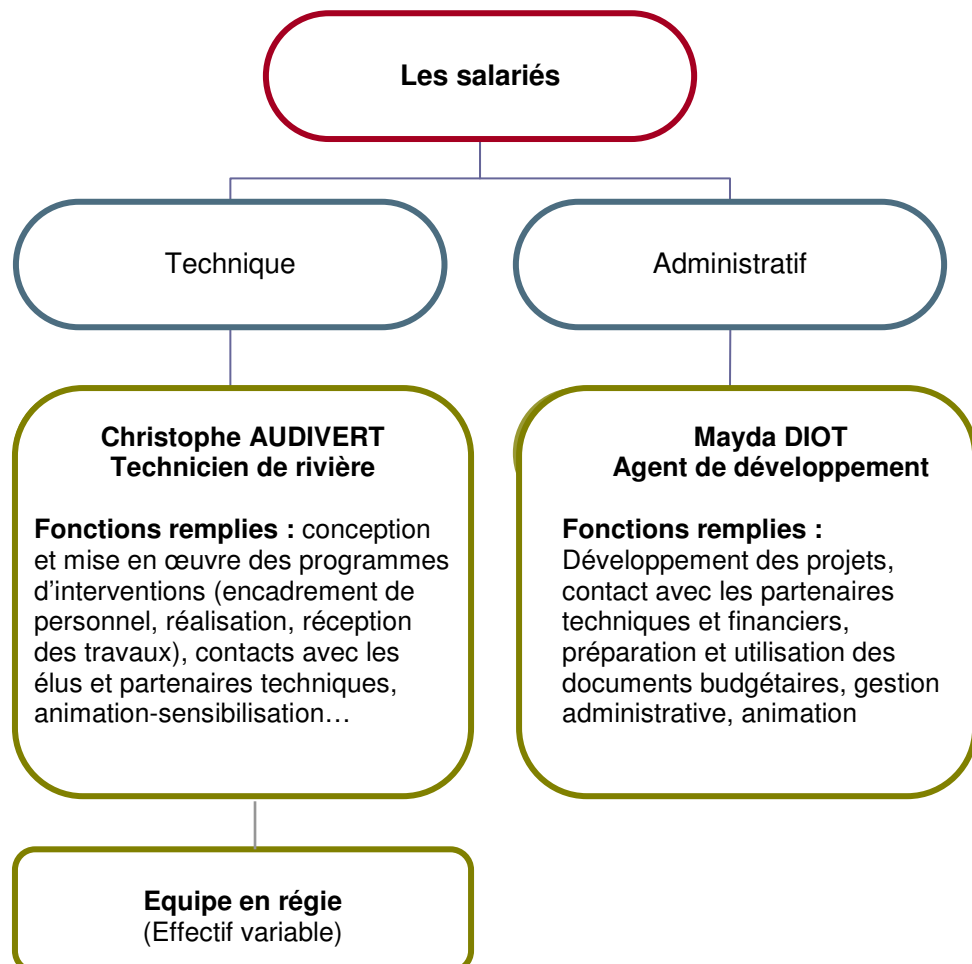 Les salariés
Technique
Administratif
Christophe AUDIVERT
Technicien de rivière
Fonctions remplies : conception
et mise en œuvre des programmes
d’interventions (encadrement de
personnel, réalisation, réception
des travaux), contacts avec les
élus et partenaires techniques,
animation-sensibilisation…
Mayda DIOT
Agent de développement
Fonctions remplies :
Développement des projets,
contact avec les partenaires
techniques et financiers,
préparation et utilisation des
documents budgétaires, gestion
administrative, animation
Equipe en régie
(Effectif variable)